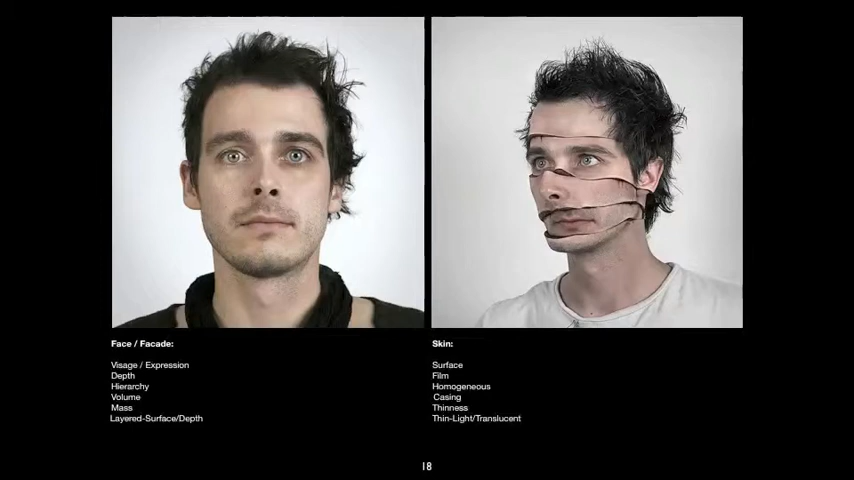 Face / Facade:
Visage / Expression
Depth
Hierarchy
Volume
Mass
Layered-Surface/Depth
Skin:
Surface
Film
Homogeneous
Casing
Thinness
Thin-Light/Translucent
18